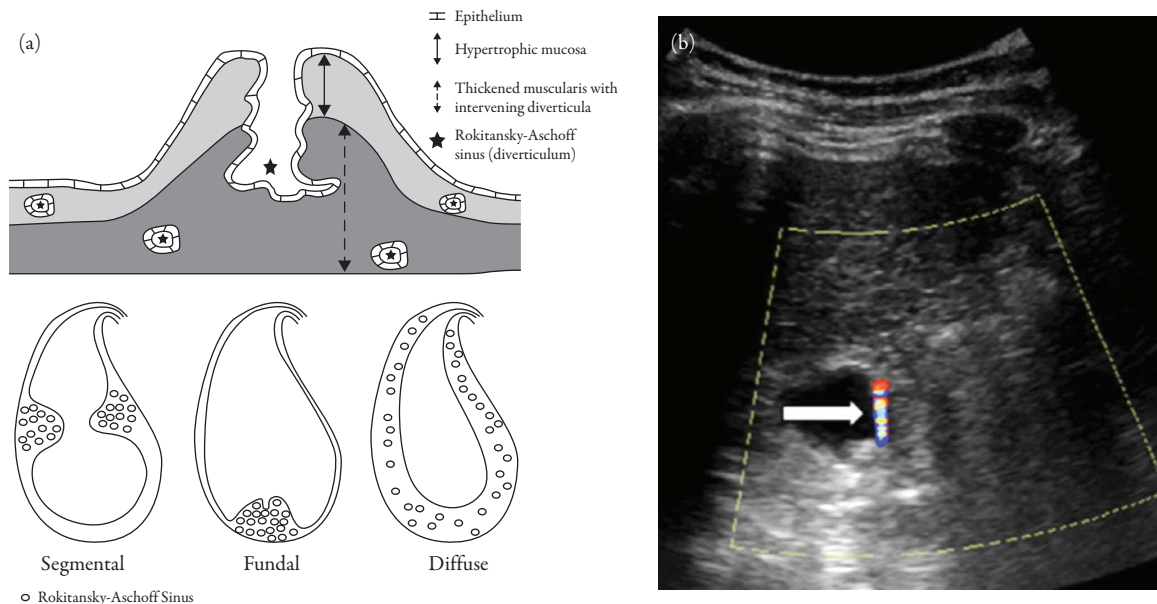 (a)
Epithelium
Hypertrophic mucosa
Thickened muscularis with
intervening diverticula
Rokitansky-Aschoff
sinus (diverticulum)
Segmental
Fundal
Diffuse
Rokitansky-Aschoff Sinus
(b)